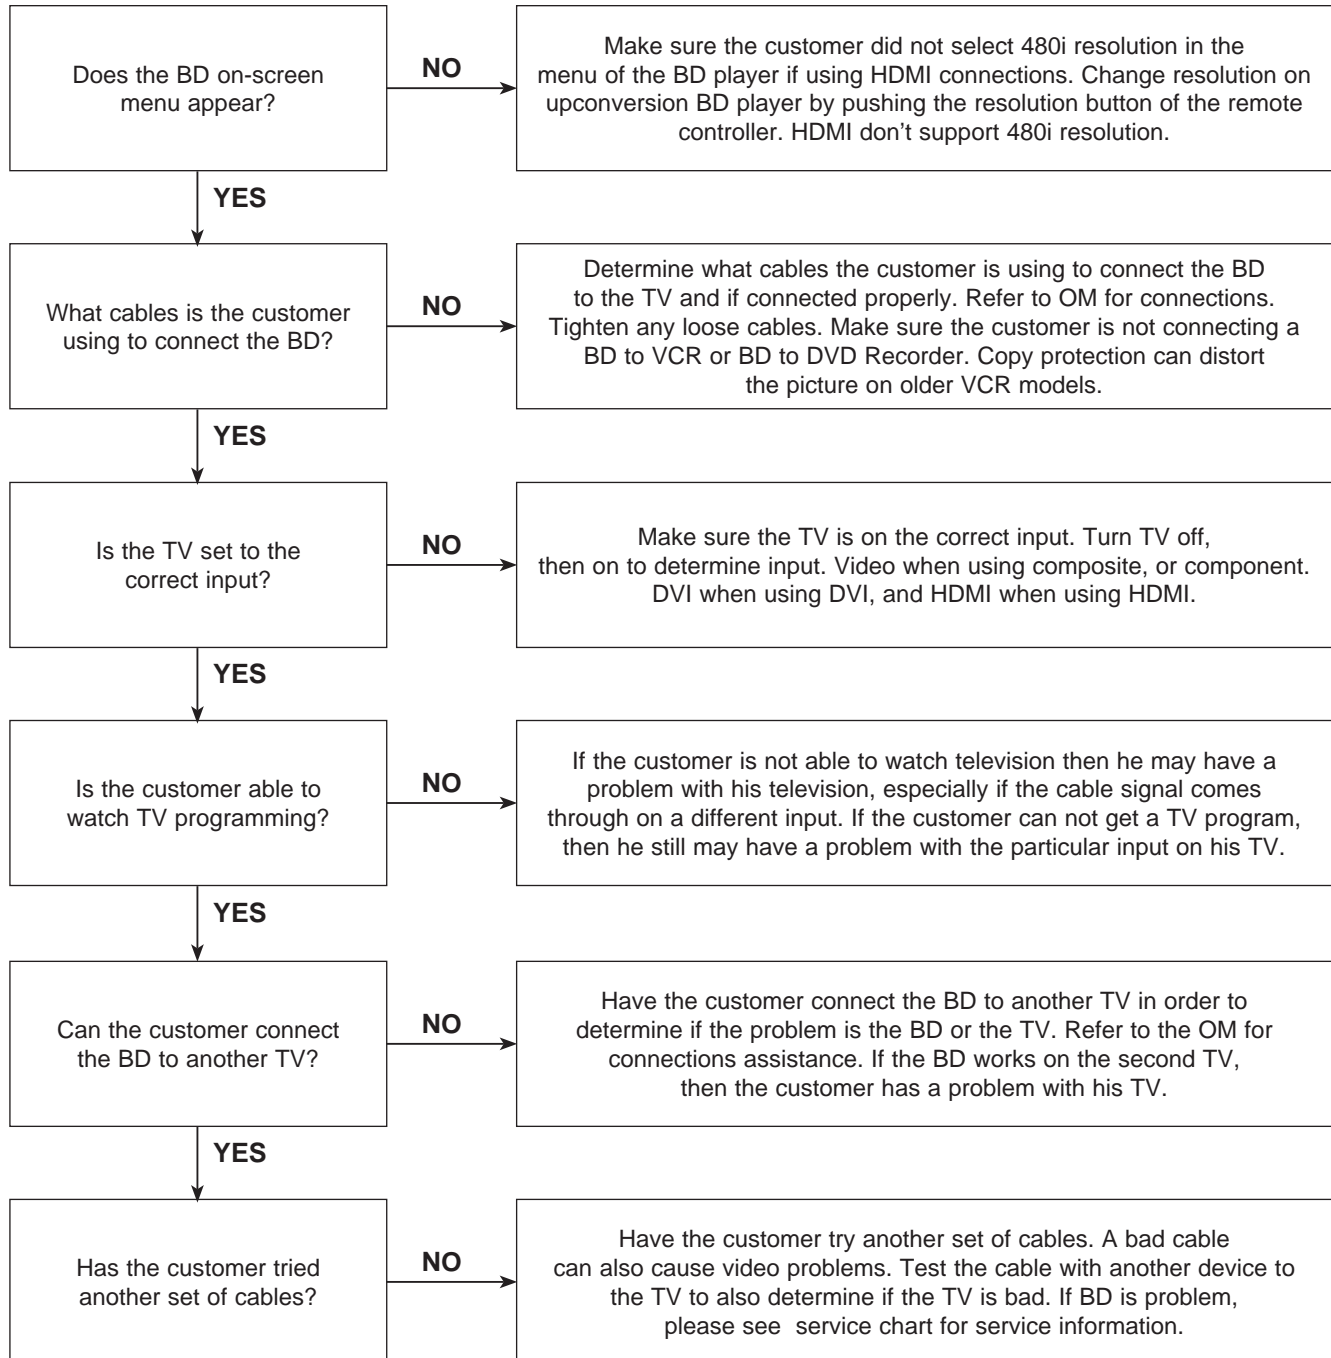 Does the BD on-screen
menu appear?
NO
Make sure the customer did not select 480i resolution in the
menu of the BD player if using HDMI connections. Change resolution on
upconversion BD player by pushing the resolution button of the remote
controller. HDMI don't support 480i resolution.
YES
What cables is the customer
using to connect the BD?
NO
Determine what cables the customer is using to connect the BD
to the TV and if connected properly. Refer to OM for connections.
Tighten any loose cables. Make sure the customer is not connecting a
BD to VCR or BD to DVD Recorder. Copy protection can distort
the picture on older VCR models.
YES
Is the TV set to the
correct input?
NO
Make sure the TV is on the correct input. Turn TV off,
then on to determine input. Video when using composite, or component.
DVI when using DVI, and HDMI when using HDMI.
YES
Is the customer able to
watch TV programming?
NO
If the customer is not able to watch television then he may have a
problem with his television, especially if the cable signal comes
through on a different input. If the customer can not get a TV program,
then he still may have a problem with the particular input on his TV.
YES
Can the customer connect
the BD to another TV?
NO
Have the customer connect the BD to another TV in order to
determine if the problem is the BD or the TV. Refer to the OM for
connections assistance. If the BD works on the second TV,
then the customer has a problem with his TV.
YES
Has the customer tried
another set of cables?
NO
Have the customer try another set of cables. A bad cable
can also cause video problems. Test the cable with another device to
the TV to also determine if the TV is bad. If BD is problem,
please see  service chart for service information.